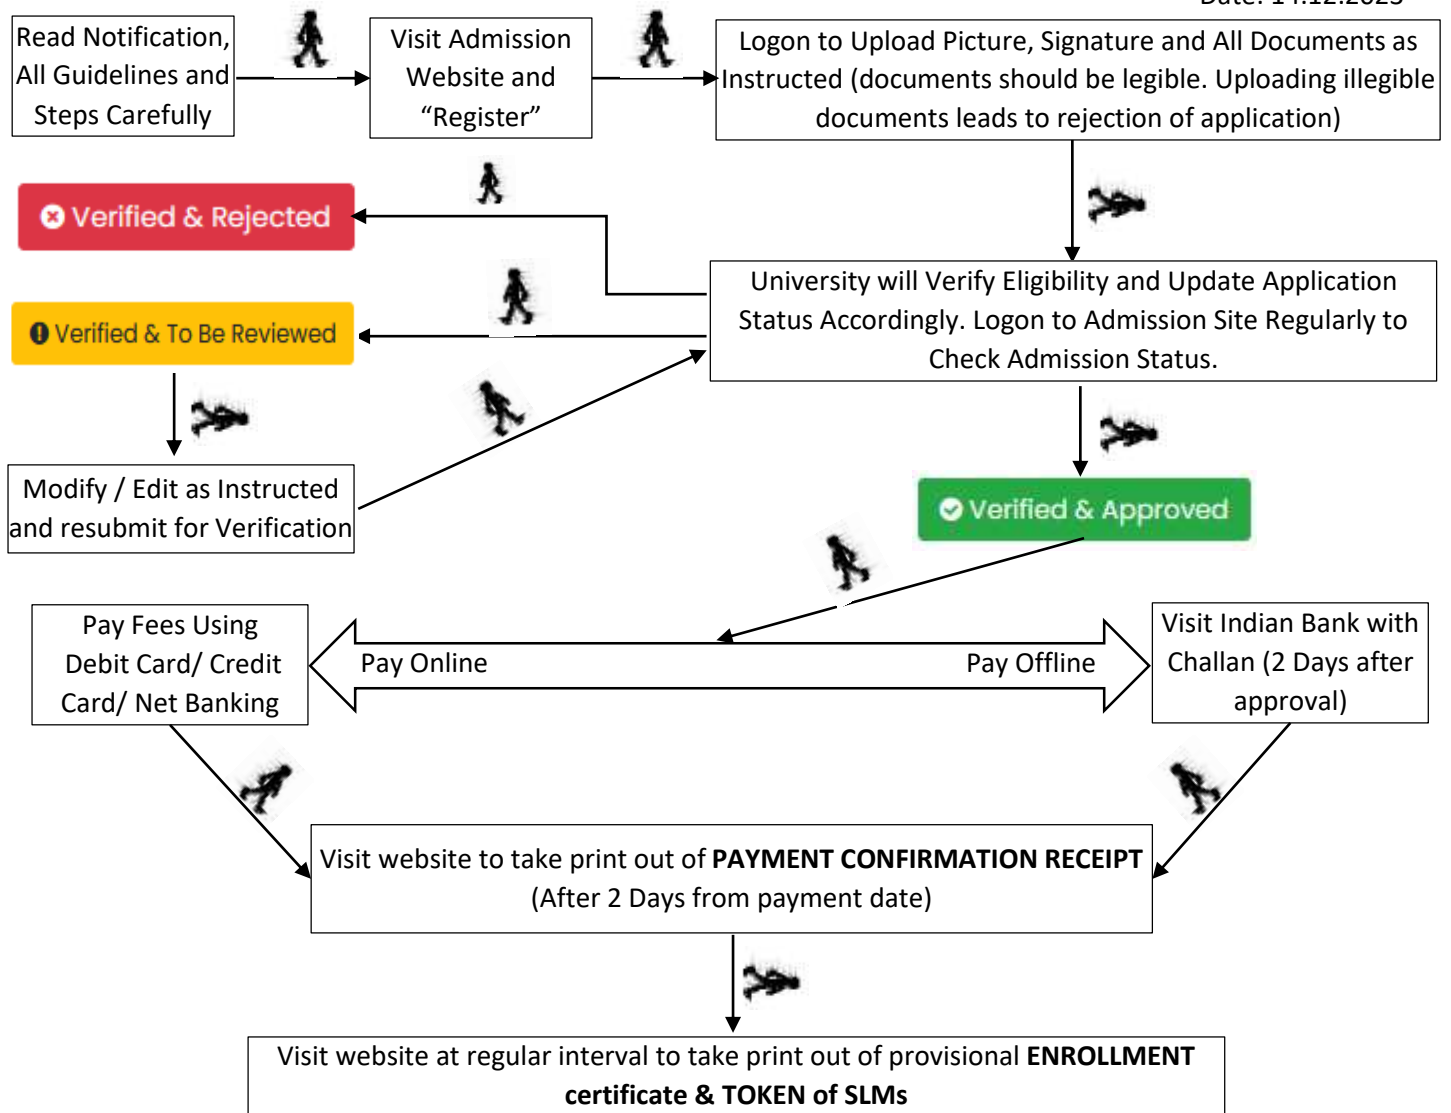 Date: 14.12.2023
Read Notification,
All Guidelines and
Steps Carefully
Visit Admission
Website and
“Register”
Logon to Upload Picture, Signature and All Documents as
Instructed (documents should be legible. Uploading illegible
documents leads to rejection of application)
Verified & Rejected
University will Verify Eligibility and Update Application
Status Accordingly. Logon to Admission Site Regularly to
Check Admission Status.
Verified & To Be Reviewed
Modify / Edit as Instructed
and resubmit for Verification
Verified & Approved
Pay Fees Using
Debit Card/ Credit
Card/ Net Banking
Pay Online
Pay Offline
Visit Indian Bank with
Challan (2 Days after
approval)
Visit website to take print out of PAYMENT CONFIRMATION RECEIPT
(After 2 Days from payment date)
Visit website at regular interval to take print out of provisional ENROLLMENT
certificate & TOKEN of SLMs